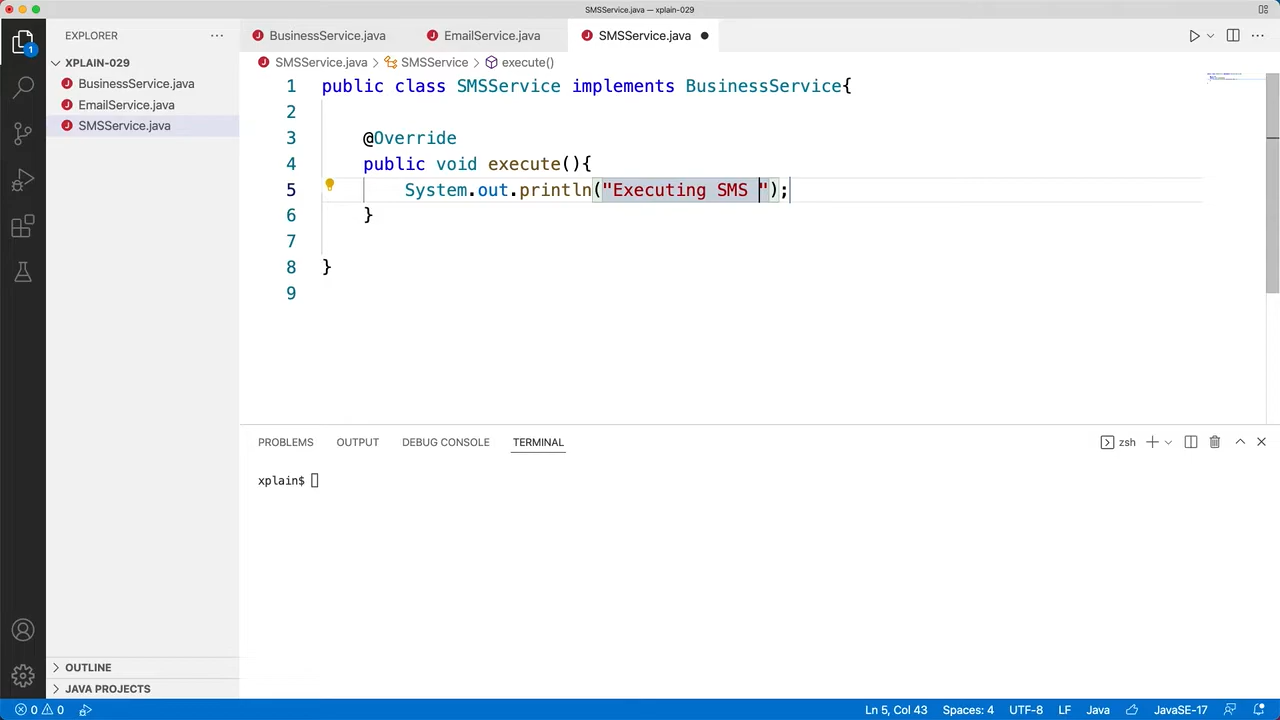 SMSService.java — xplain-029
EXPLORER
BusinessService.java
EmailService.java
SMSService.java
XPLAIN-029
SMSService.java > SMSService > execute()
BusinessService.java
EmailService.java
SMSService.java
1 public class SMSService implements BusinessService{
2
3 @Override
4 public void execute(){
5 System.out.println("Executing SMS ");
6 }
7
8 }
9
PROBLEMS OUTPUT DEBUG CONSOLE TERMINAL
zsh
xplain$
OUTLINE
JAVA PROJECTS
1
0 0
Ln 5, Col 43 Spaces: 4 UTF-8 LF Java JavaSE-17